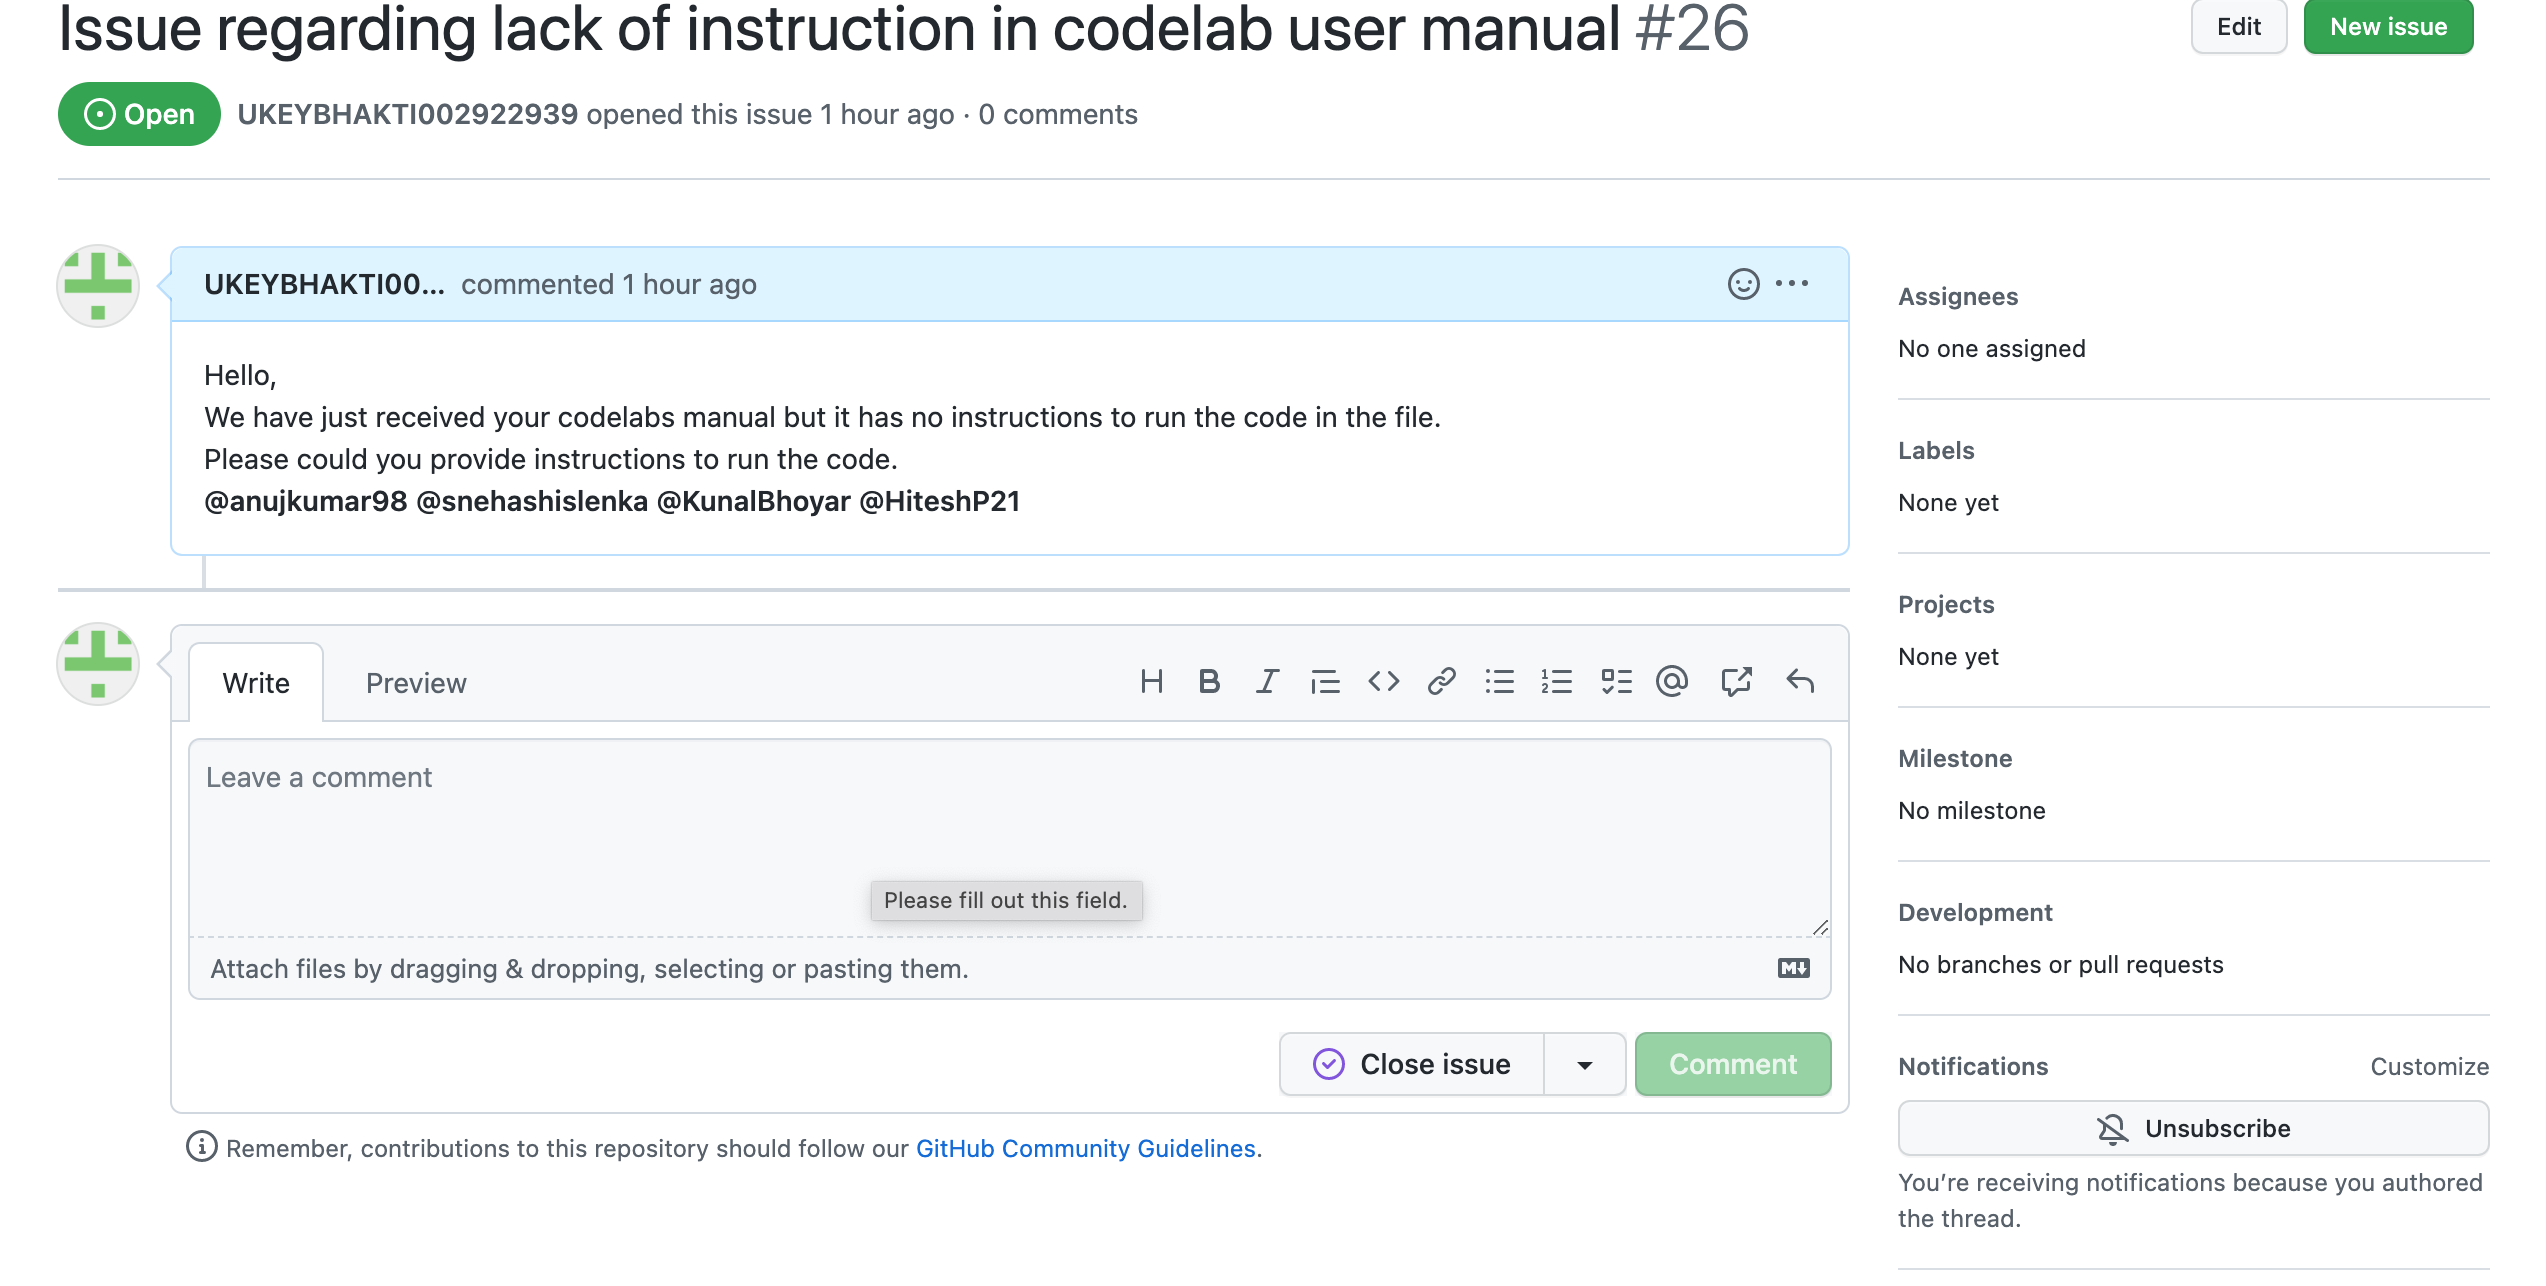 Issue regarding lack of instruction in codelab user manual #26
Edit
New issue
Open
UKEYBHAKTI002922939 opened this issue 1 hour ago · 0 comments
UKEYBHAKTI00... commented 1 hour ago
Hello,
We have just received your codelabs manual but it has no instructions to run the code in the file.
Please could you provide instructions to run the code.
@anujkumar98 @snehashislenka @KunalBhoyar @HiteshP21
Write
Preview
Leave a comment
Please fill out this field.
Attach files by dragging & dropping, selecting or pasting them.
Close issue
Comment
Remember, contributions to this repository should follow our GitHub Community Guidelines.
Assignees
No one assigned
Labels
None yet
Projects
None yet
Milestone
No milestone
Development
No branches or pull requests
Notifications
Customize
Unsubscribe
You’re receiving notifications because you authored
the thread.